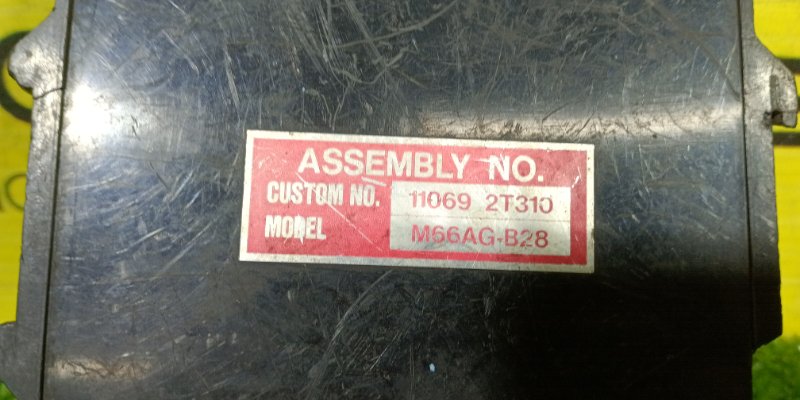 ASSEMBLY NO.
CUSTOM NO. 11069 2T310
MODEL M66AG-B28